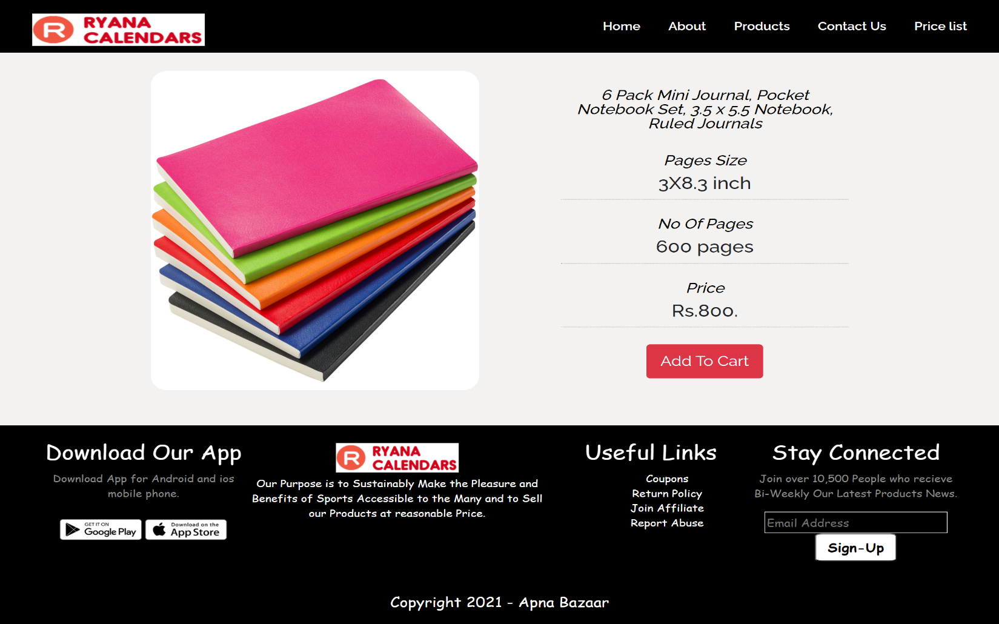 R RYANA
CALENDARS
Home About Products Contact Us Price list
6 Pack Mini Journal, Pocket
Notebook Set, 3.5 x 5.5 Notebook,
Ruled Journals
Pages Size
3X8.3 inch
No Of Pages
600 pages
Price
Rs.800.
Add To Cart
Download Our App
Download App for Android and ios
mobile phone.
GET IT ON
Google Play
Download on the
App Store
R RYANA
CALENDARS
Our Purpose is to Sustainably Make the Pleasure and
Benefits of Sports Accessible to the Many and to Sell
our Products at reasonable Price.
Useful Links
Coupons
Return Policy
Join Affiliate
Report Abuse
Stay Connected
Join over 10,500 People who recieve
Bi-Weekly Our Latest Products News.
Email Address
Sign-Up
Copyright 2021 - Apna Bazaar